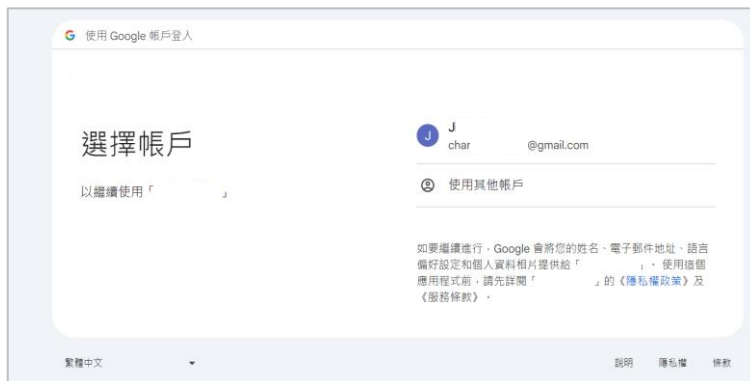 使用 Google 帳戶登入
選擇帳戶
以繼續使用「 」
J
J
char @gmail.com
使用其他帳戶
如要繼續進行，Google 會將您的姓名、電子郵件地址、語言
偏好設定和個人資料相片提供給「 」。使用這個
應用程式前，請先詳閱「 」的《隱私權政策》及
《服務條款》。
繁體中文
說明 隱私權 條款